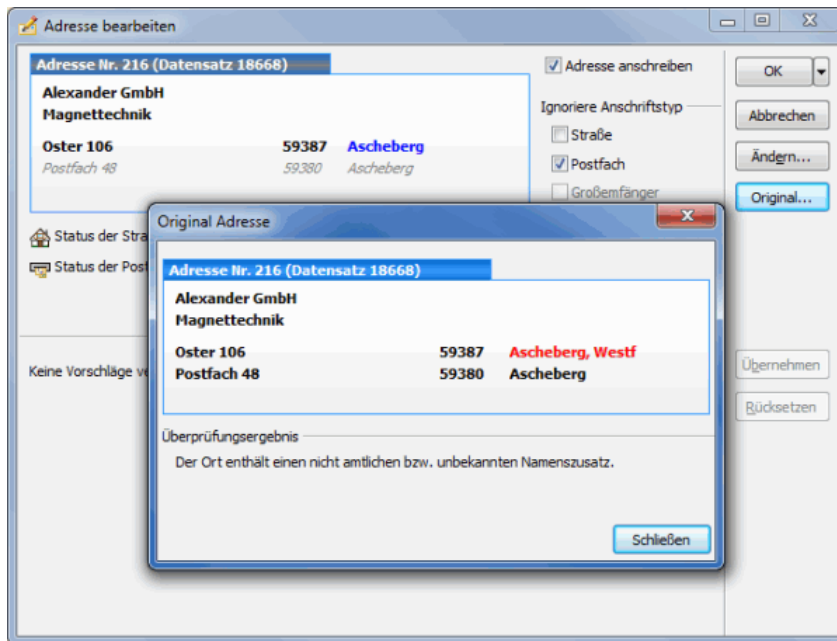 Adresse bearbeiten
Adresse Nr. 216 (Datensatz 18668)
Alexander GmbH
Magnettechnik
Oster 106 59387 Ascheberg
Postfach 48 59380 Ascheberg
Adresse anschreiben
Ignoriere Anschriftstyp
Straße
Postfach
Großemfänger
OK
Abbrechen
Ändern...
Original...
Übernehmen
Rücksetzen
Status der Stra
Status der Post
Keine Vorschläge ve
Original Adresse
Adresse Nr. 216 (Datensatz 18668)
Alexander GmbH
Magnettechnik
Oster 106 59387 Ascheberg, Westf
Postfach 48 59380 Ascheberg
Überprüfungsergebnis
Der Ort enthält einen nicht amtlichen bzw. unbekannten Namenszusatz.
Schließen